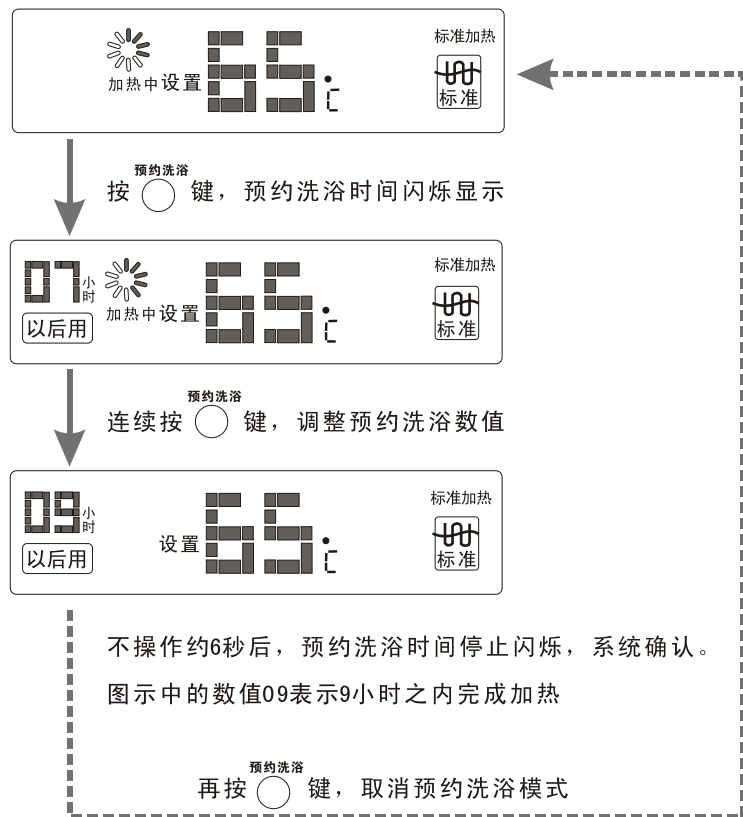 标准加热
加热中 设置 65℃
标准
预约洗浴
按 键，预约洗浴时间闪烁显示
07小时
标准加热
加热中 设置 65℃
以后用
标准
预约洗浴
连续按 键，调整预约洗浴数值
09小时
标准加热
设置 65℃
以后用
标准
不操作约6秒后，预约洗浴时间停止闪烁，系统确认。
图示中的数值09表示9小时之内完成加热
预约洗浴
再按 键，取消预约洗浴模式